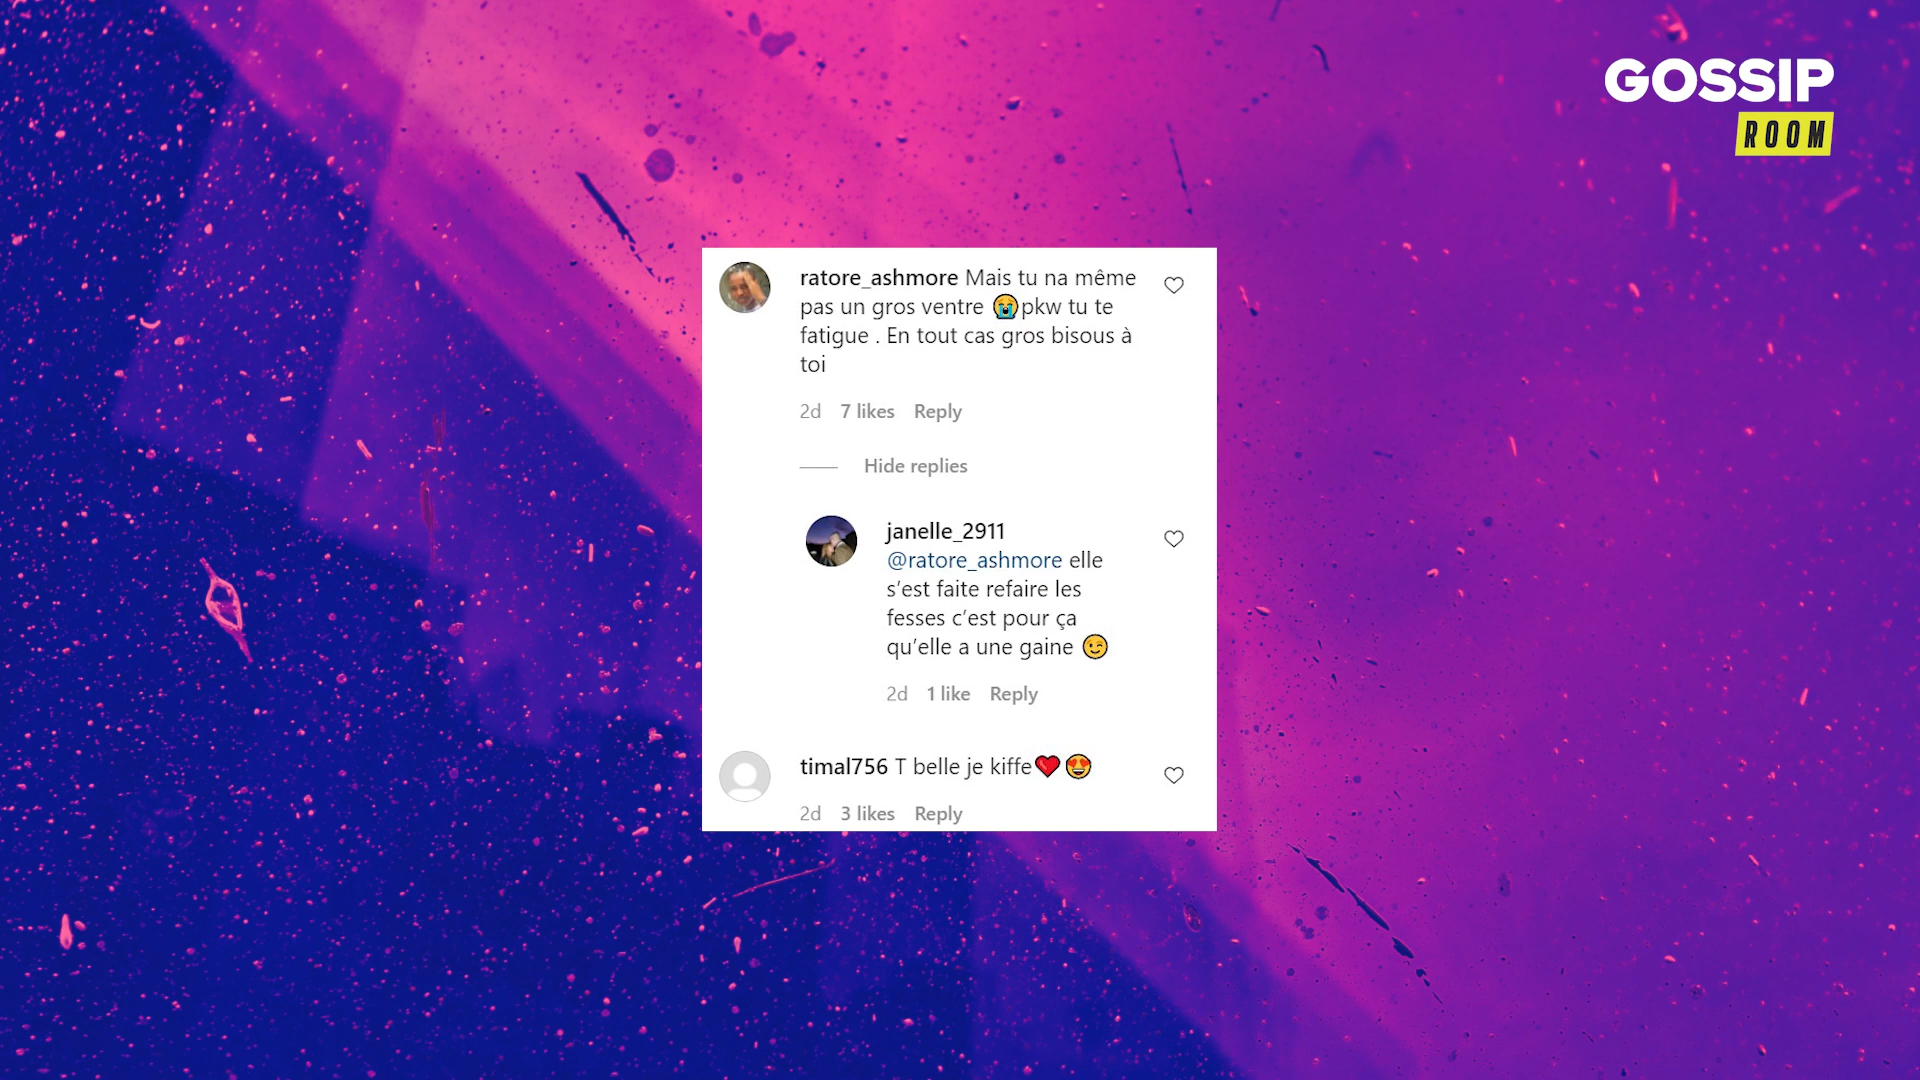 GOSSIP
ROOM
ratore_ashmore Mais tu na même
pas un gros ventre 😭pkw tu te
fatigue . En tout cas gros bisous à
toi
2d 7 likes Reply
Hide replies
janelle_2911
@ratore_ashmore elle
s’est faite refaire les
fesses c’est pour ça
qu’elle a une gaine 😉
2d 1 like Reply
timal756 T belle je kiffe❤️😍
2d 3 likes Reply